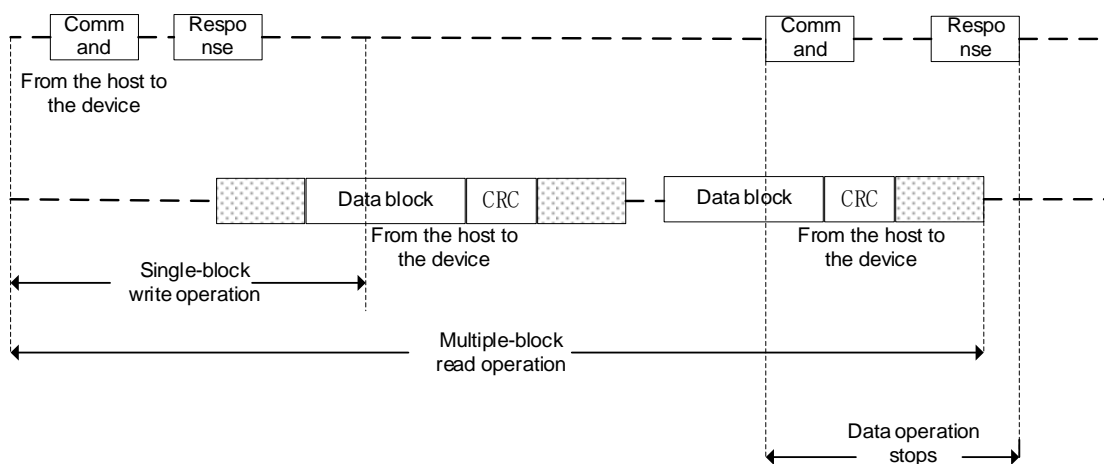 Comm
and
Respo
nse
Comm
and
Respo
nse
From the host to
the device
Data block
CRC
Data block
CRC
From the host to
the device
From the host to
the device
Single-block
write operation
Multiple-block
read operation
Data operation
stops